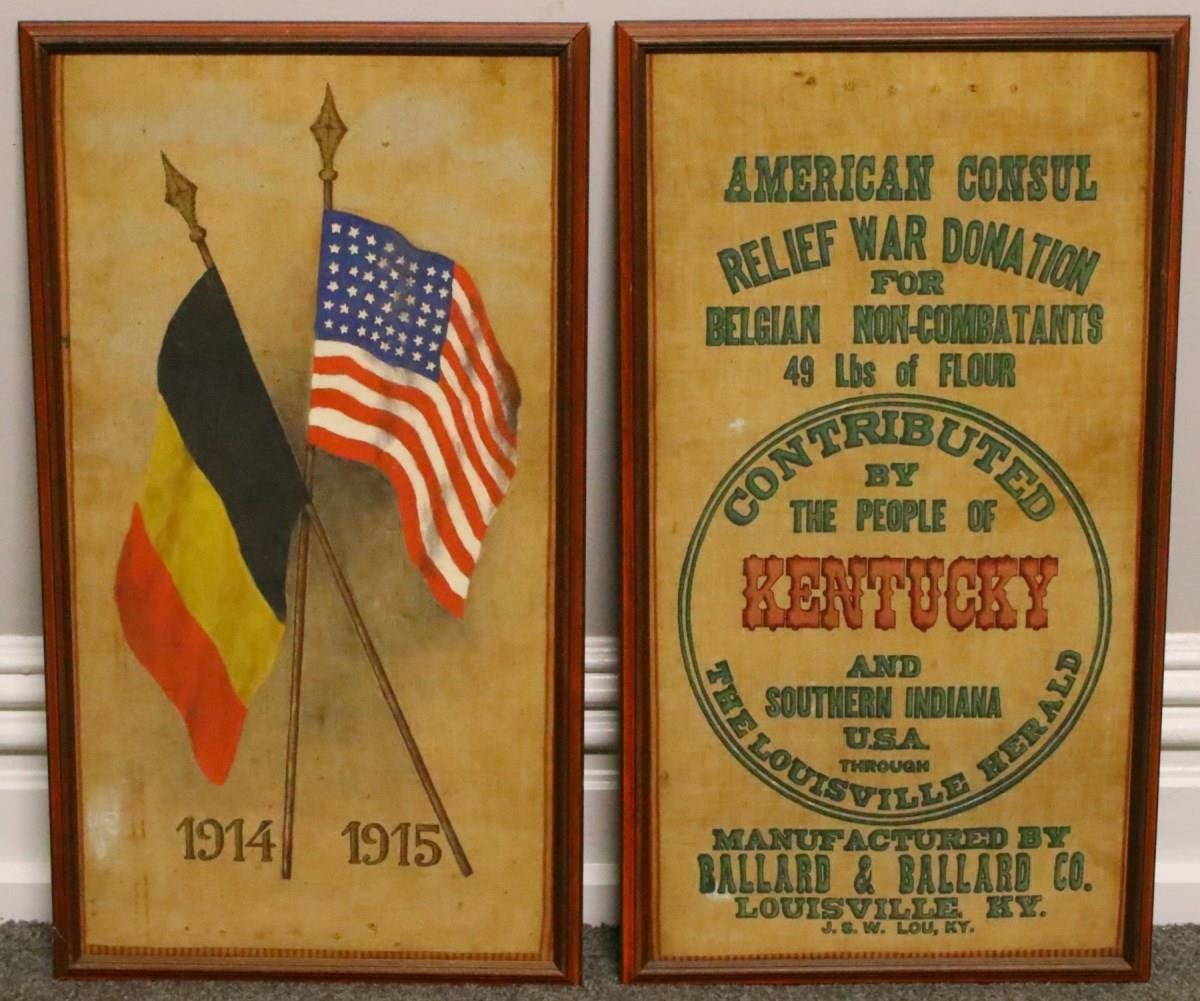 1914 1915
AMERICAN CONSUL
RELIEF WAR DONATION
FOR
BELGIAN NON-COMBATANTS
49 Lbs of FLOUR
CONTRIBUTED
BY
THE PEOPLE OF
KENTUCKY
AND
SOUTHERN INDIANA
U.S.A.
THROUGH
THE LOUISVILLE HERALD
MANUFACTURED BY
BALLARD & BALLARD CO.
LOUISVILLE. KY.
J. S. W. LOU, KY.